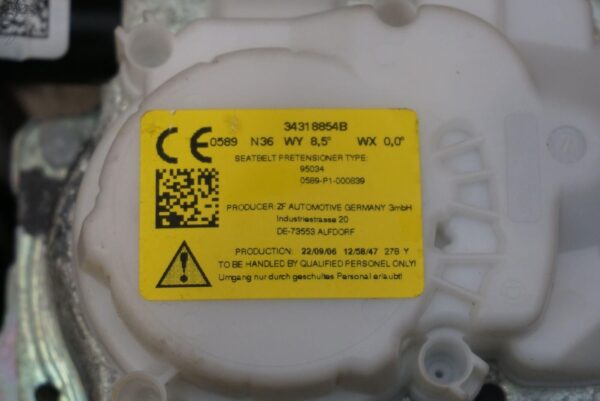 34318854B
CE 0589 N36 WY 8,5° WX 0,0°
SEATBELT PRETENSIONER TYPE:
95034
0589-P1-000839
PRODUCER: ZF AUTOMOTIVE GERMANY GmbH
Industriestrasse 20
DE-73553 ALFDORF
PRODUCTION: 22/09/06 12/58/47 27B Y
TO BE HANDLED BY QUALIFIED PERSONEL ONLY!
Umgang nur durch geschultes Personal erlaubt!